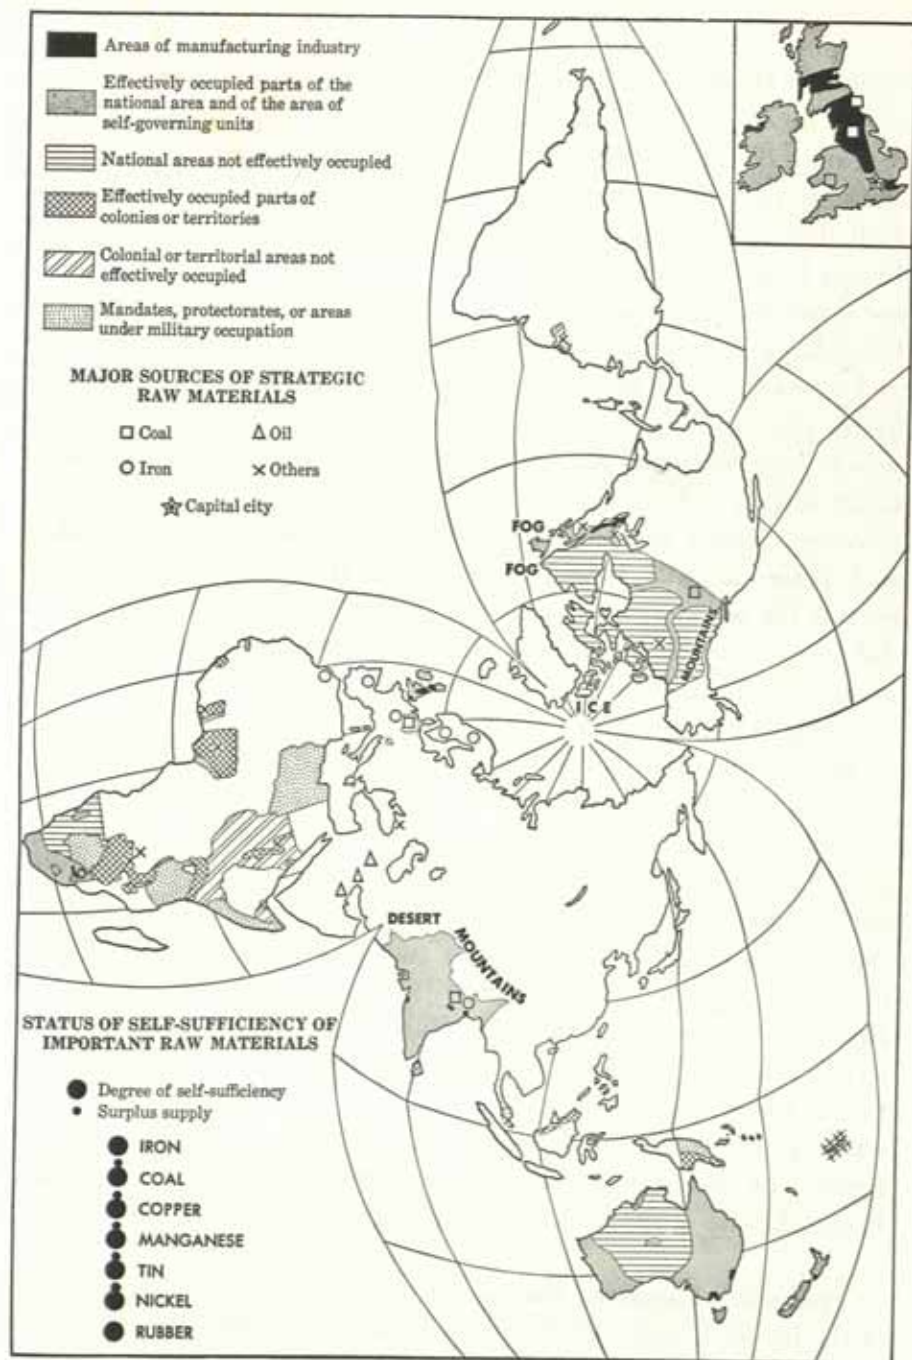 Areas of manufacturing industry
Effectively occupied parts of the
national area and of the area of
self-governing units
National areas not effectively occupied
Effectively occupied parts of
colonies or territories
Colonial or territorial areas not
effectively occupied
Mandates, protectorates, or areas
under military occupation
MAJOR SOURCES OF STRATEGIC
RAW MATERIALS
Coal
Oil
Iron
Others
Capital city
FOG
FOG
MOUNTAINS
ICE
DESERT
MOUNTAINS
STATUS OF SELF-SUFFICIENCY OF
IMPORTANT RAW MATERIALS
Degree of self-sufficiency
Surplus supply
IRON
COAL
COPPER
MANGANESE
TIN
NICKEL
RUBBER